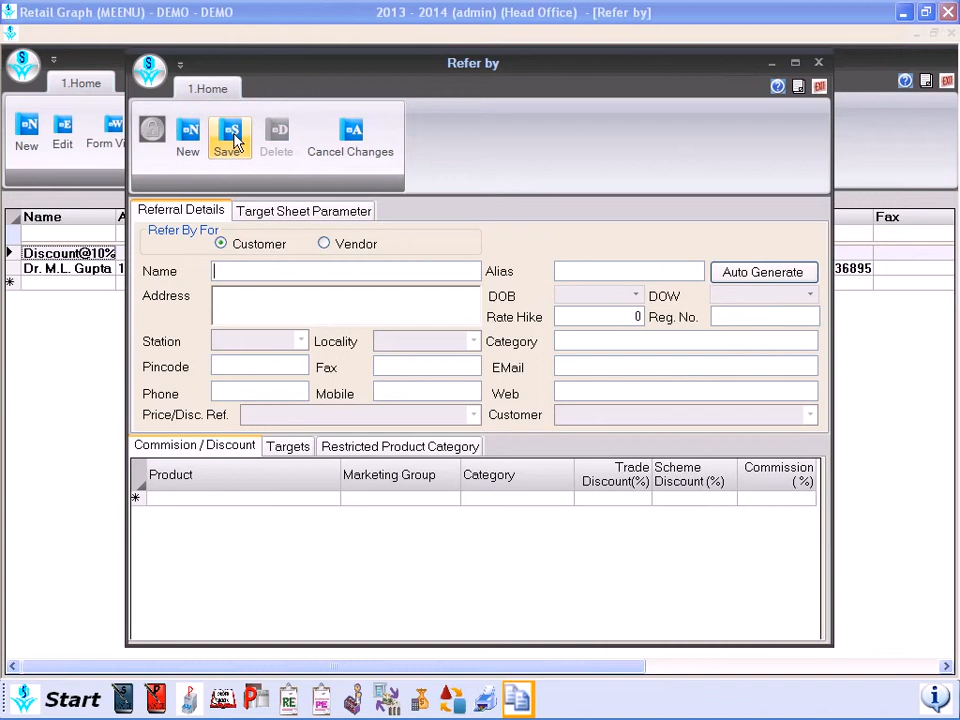 Retail Graph (MEENU) - DEMO - DEMO 2013 - 2014 (admin) (Head Office) - [Refer by]
Refer by
1.Home
1.Home
New Edit Form Vi
New Save Delete Cancel Changes
Referral Details Target Sheet Parameter
Refer By For
Customer Vendor
Name Alias Auto Generate
Address DOB DOW
Rate Hike 0 Reg. No.
Station Locality Category
Pincode Fax EMail
Phone Mobile Web
Price/Disc. Ref. Customer
Commision / Discount Targets Restricted Product Category
Product Marketing Group Category Trade Discount(%) Scheme Discount (%) Commission ( %)
Name A Fax
Discount@10%
Dr. M.L. Gupta 1 36895
Start